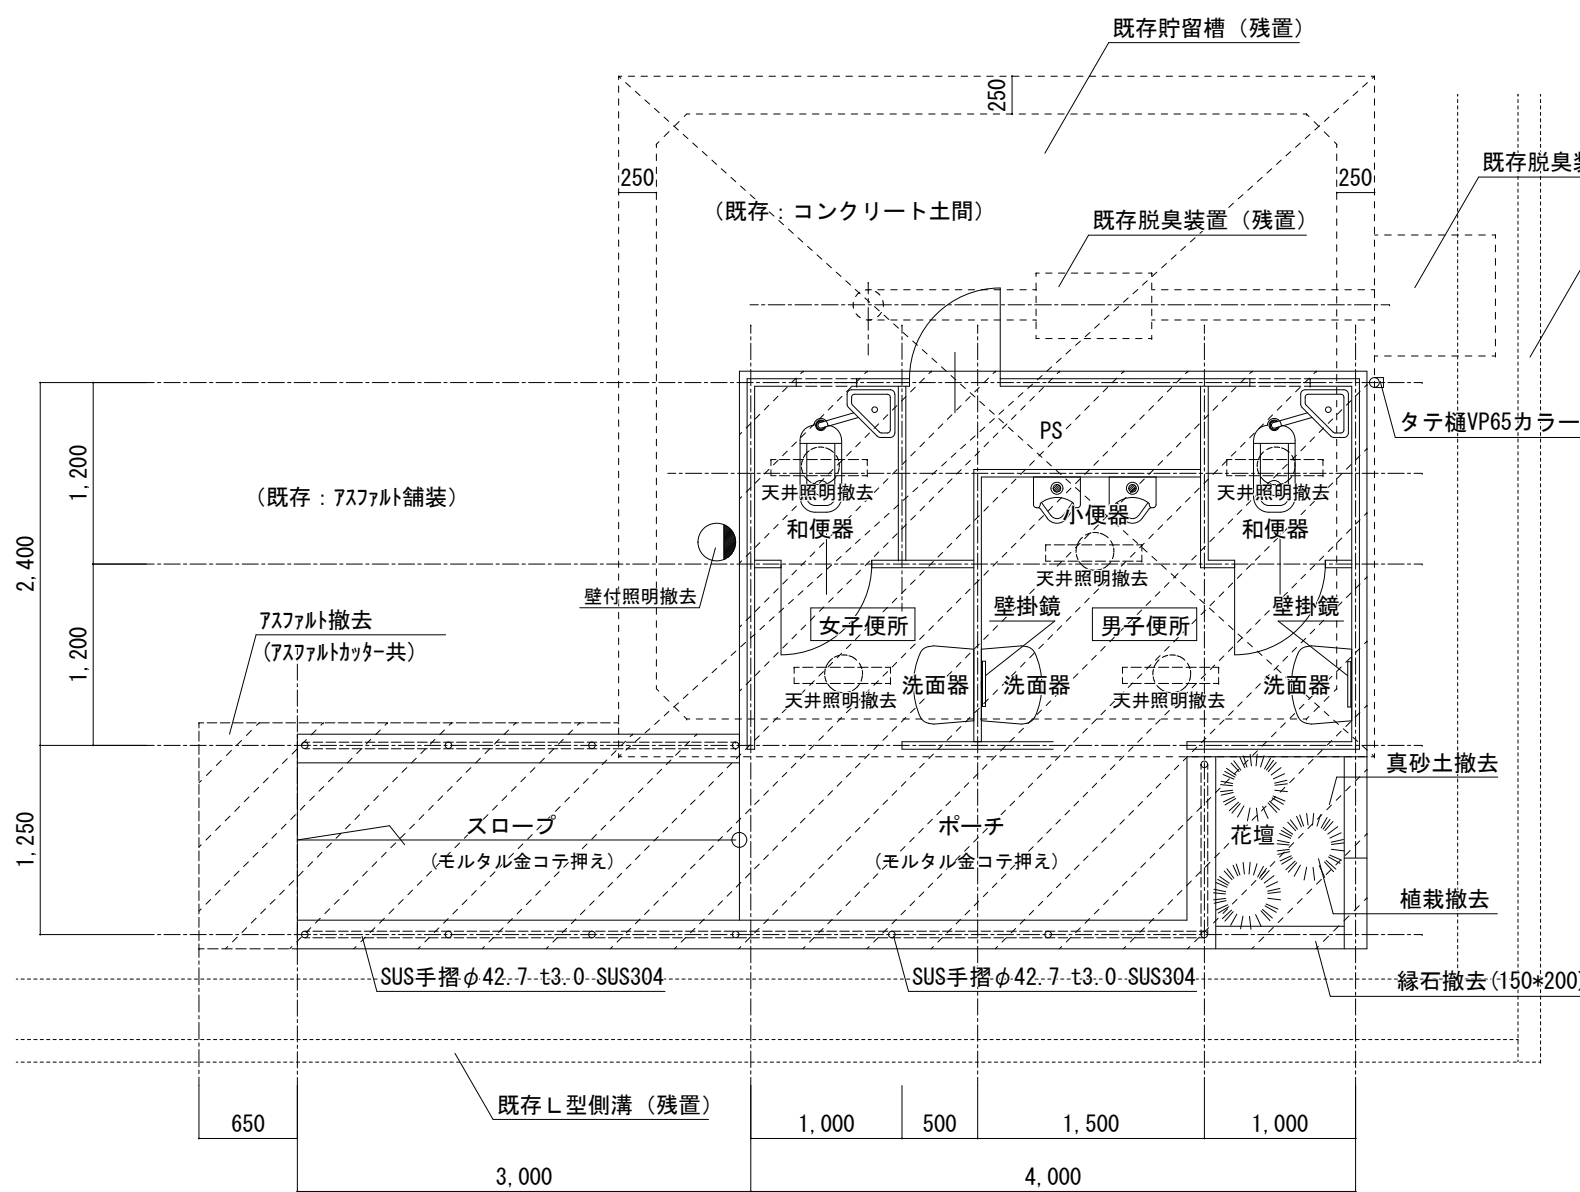 既存貯留槽（残置）
250
250
250
既存脱臭装
（既存：コンクリート土間）
既存脱臭装置（残置）
タテ樋VP65カラー
PS
1,200
（既存：アスファルト舗装）
天井照明撤去
天井照明撤去
小便器
和便器
和便器
2,400
天井照明撤去
壁付照明撤去
壁掛鏡
壁掛鏡
アスファルト撤去
(アスファルトカッター共)
女子便所
男子便所
1,200
洗面器
洗面器
洗面器
天井照明撤去
天井照明撤去
真砂土撤去
1,250
スロープ
(モルタル金コテ押え)
ポーチ
(モルタル金コテ押え)
花壇
植栽撤去
SUS手摺φ42.7 t3.0 SUS304
SUS手摺φ42.7 t3.0 SUS304
縁石撤去(150*200)
既存Ｌ型側溝（残置）
650
1,000
500
1,500
1,000
3,000
4,000